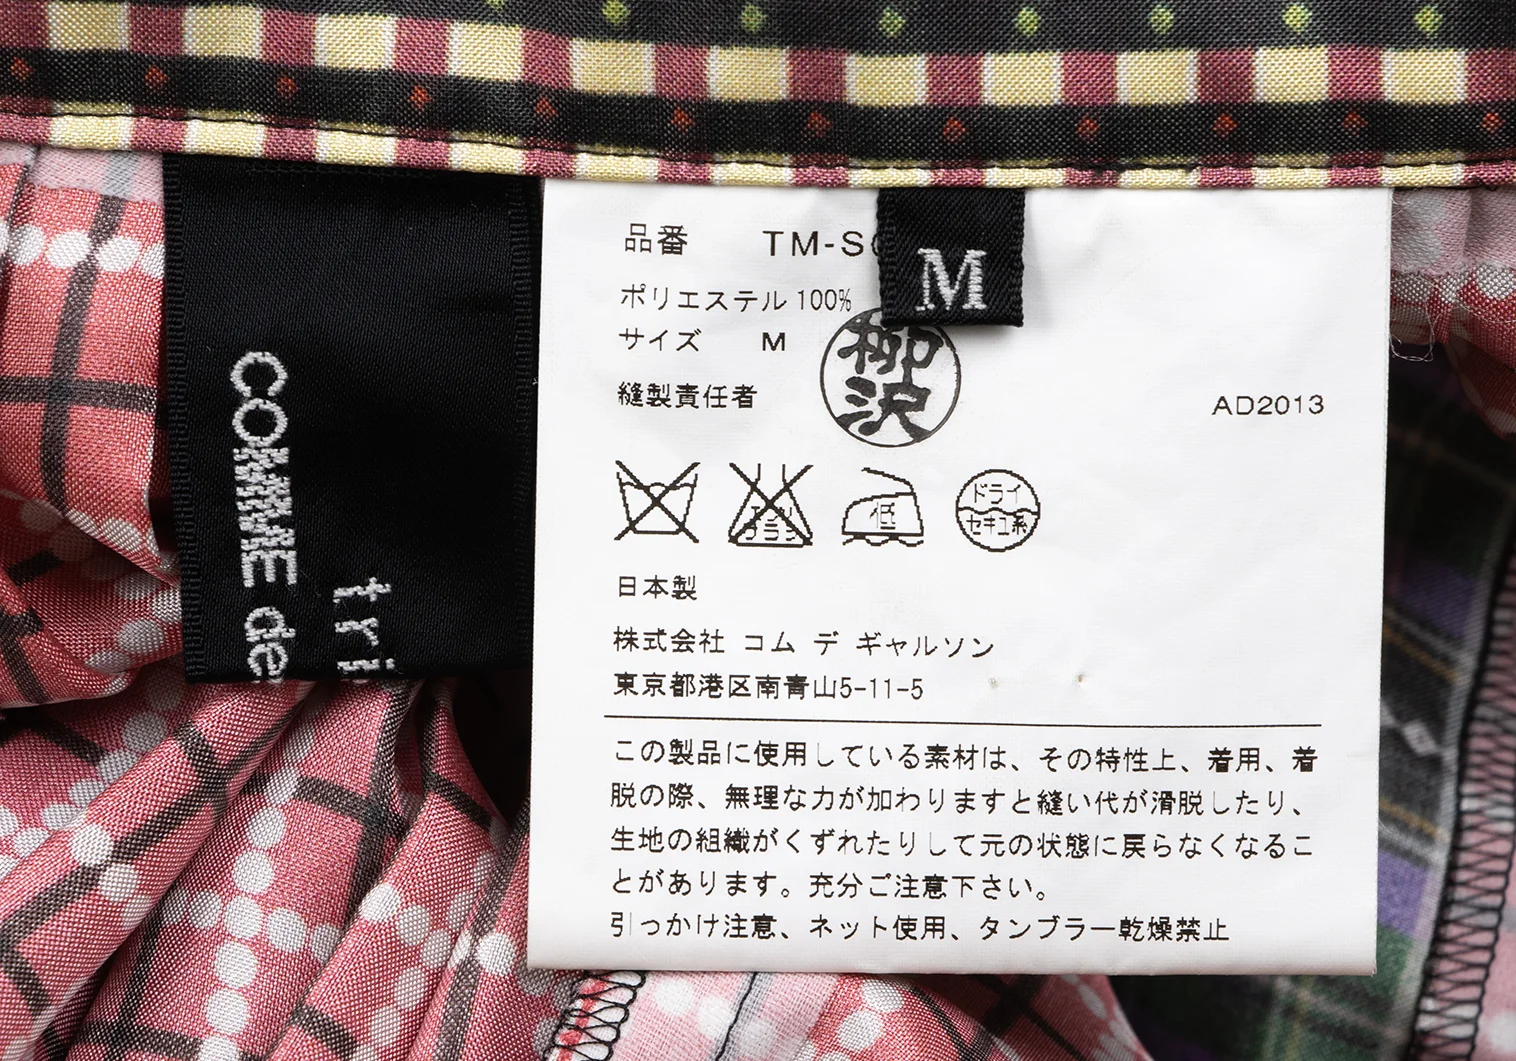 COMME de
tri
M
品番 TM-S
ポリエステル 100%
サイズ M
縫製責任者
柳沢
AD2013
低
ドライ
セキユ系
日本製
株式会社 コム デ ギャルソン
東京都港区南青山5-11-5
この製品に使用している素材は、その特性上、着用、着
脱の際、無理な力が加わりますと縫い代が滑脱したり、
生地の組織がくずれたりして元の状態に戻らなくなるこ
とがあります。充分ご注意下さい。
引っかけ注意、ネット使用、タンブラー乾燥禁止